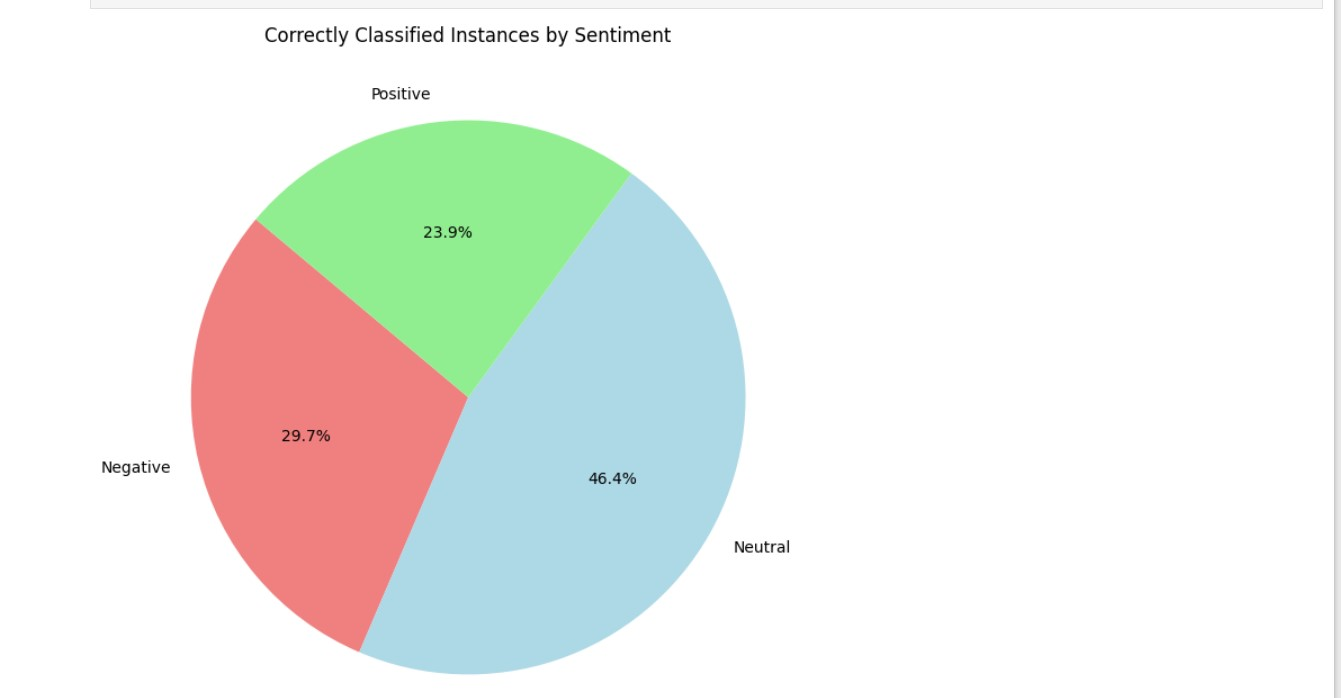 Correctly Classified Instances by Sentiment
Positive
23.9%
29.7%
Negative
46.4%
Neutral